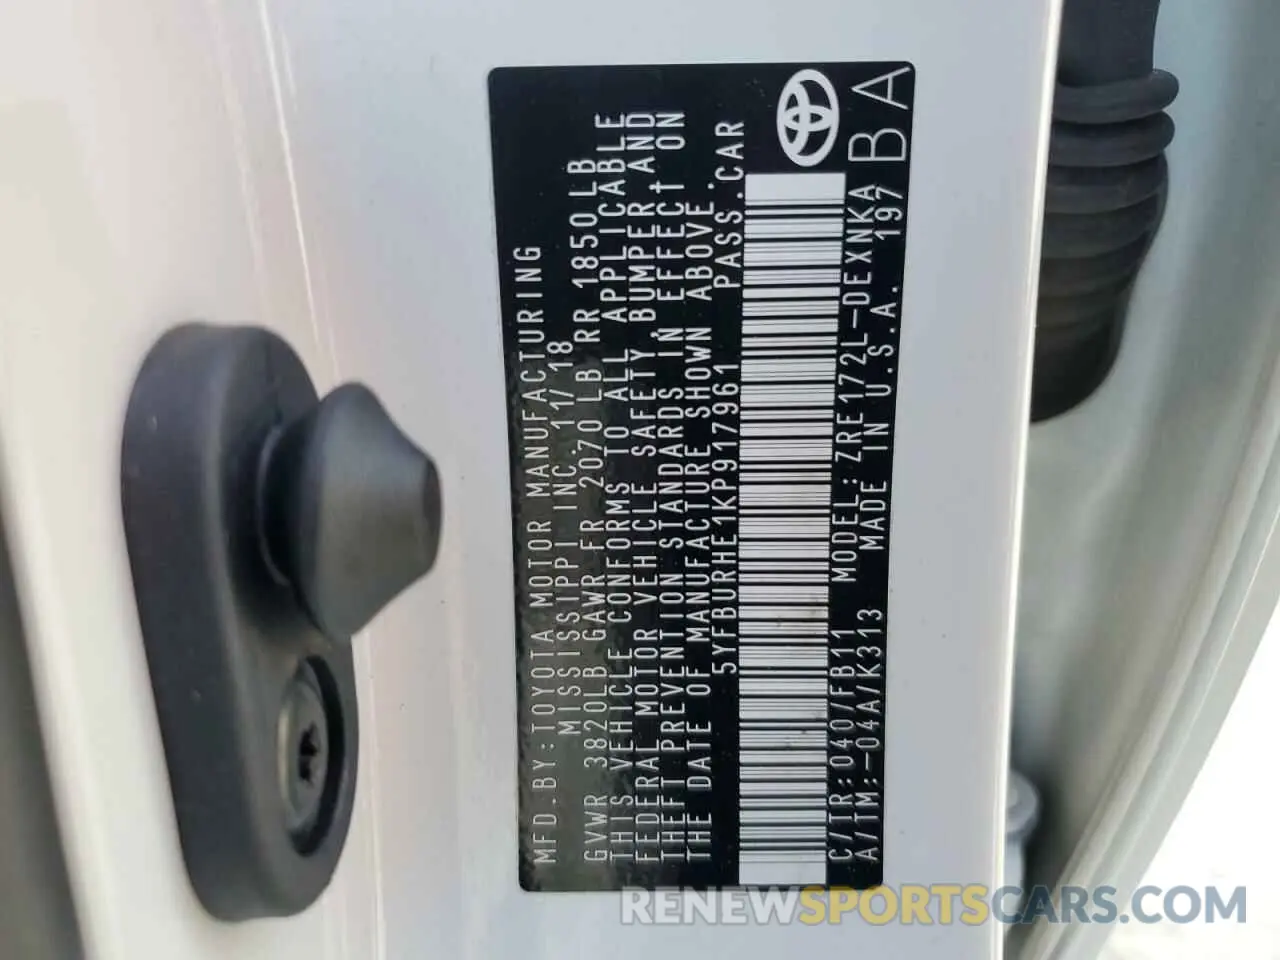 MFD.BY:TOYOTA MOTOR MANUFACTURING
MISSISSIPPI INC. 11/18
GVWR 3820LB GAWR FR 2070LB RR 1850LB
THIS VEHICLE CONFORMS TO ALL APPLICABLE
FEDERAL MOTOR VEHICLE SAFETY, BUMPER, AND
THEFT PREVENTION STANDARDS IN EFFECT ON
THE DATE OF MANUFACTURE SHOWN ABOVE.
5YFBURHE1KP917961 PASS.CAR
C/TR:040/FB11 MODEL:ZRE172L-DEXNKA
A/TM:-04A/K313 MADE IN U.S.A. 197
BA
RENEWSPORTSCARS.COM